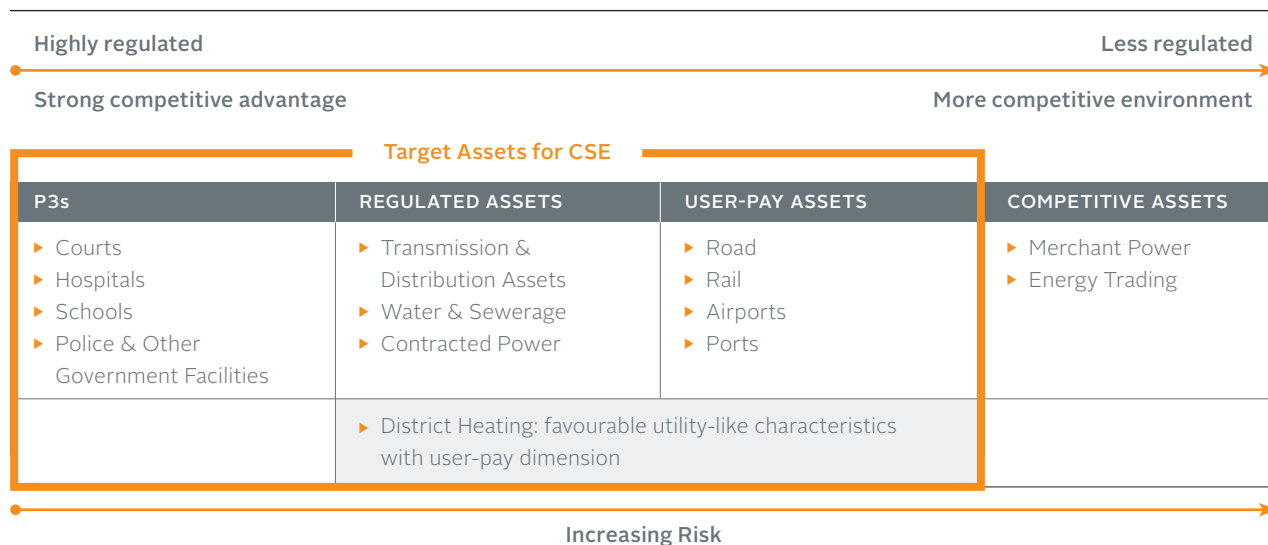 Highly regulated
Less regulated
Strong competitive advantage
More competitive environment
Target Assets for CSE
P3s
REGULATED ASSETS
USER-PAY ASSETS
COMPETITIVE ASSETS
Courts
Hospitals
Schools
Police & Other
Government Facilities
Transmission &
Distribution Assets
Water & Sewerage
Contracted Power
Road
Rail
Airports
Ports
Merchant Power
Energy Trading
District Heating: favourable utility-like characteristics
with user-pay dimension
Increasing Risk